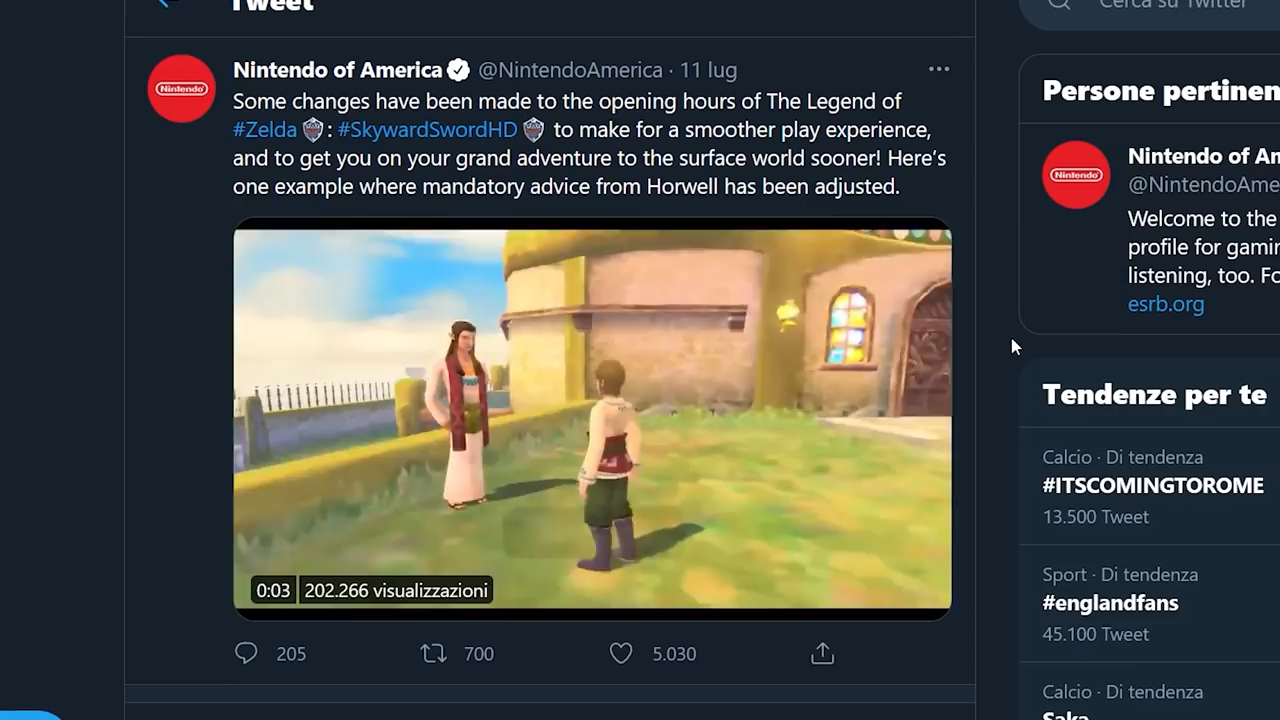 Tweet
Cerca su Twitter
Nintendo of America @NintendoAmerica · 11 lug
Some changes have been made to the opening hours of The Legend of
#Zelda : #SkywardSwordHD to make for a smoother play experience,
and to get you on your grand adventure to the surface world sooner! Here's
one example where mandatory advice from Horwell has been adjusted.
Nintendo
0:03 202.266 visualizzazioni
205 700 5.030
Persone pertinen
Nintendo
Nintendo of Am
@NintendoAme
Welcome to the
profile for gamin
listening, too. Fo
esrb.org
Tendenze per te
Calcio · Di tendenza
#ITSCOMINGTOROME
13.500 Tweet
Sport · Di tendenza
#englandfans
45.100 Tweet
Calcio · Di tendenza
Saka